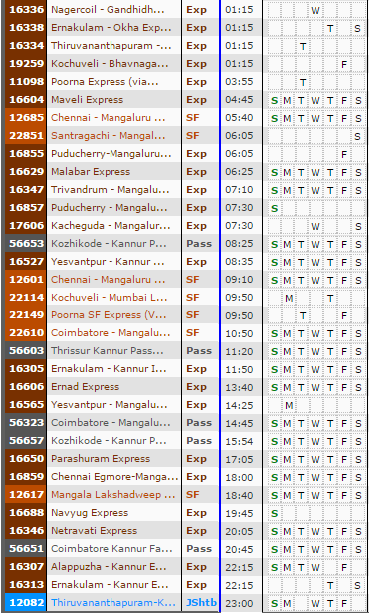 16336 Nagercoil - Gandhidh... Exp 01:15 W
16338 Ernakulam - Okha Exp... Exp 01:15 T S
16334 Thiruvananthapuram -... Exp 01:15 T
19259 Kochuveli - Bhavnaga... Exp 01:15 F
11098 Poorna Express (via... Exp 03:55 T
16604 Maveli Express Exp 04:45 S M T W T F S
12685 Chennai - Mangaluru ... SF 05:40 S M T W T F S
22851 Santragachi - Mangal... SF 06:05 S
16855 Puducherry-Mangaluru... Exp 06:05 F
16629 Malabar Express Exp 06:25 S M T W T F S
16347 Trivandrum - Mangalu... Exp 07:10 S M T W T F S
16857 Puducherry - Mangalu... Exp 07:30 S
17606 Kacheguda - Mangalur... Exp 07:30 W S
56653 Kozhikode - Kannur P... Pass 08:25 S M T W T F S
16527 Yesvantpur - Kannur ... Exp 08:35 S M T W T F S
12601 Chennai - Mangaluru ... SF 09:10 S M T W T F S
22114 Kochuveli - Mumbai L... SF 09:50 M T
22149 Poorna SF Express (V... SF 09:50 T F
22610 Coimbatore - Mangalu... SF 10:50 S M T W T F S
56603 Thrissur Kannur Pass... Pass 11:20 S M T W T F S
16305 Ernakulam - Kannur I... Exp 11:50 S M T W T F S
16606 Ernad Express Exp 13:40 S M T W T F S
16565 Yesvantpur - Mangalu... Exp 14:25 M
56323 Coimbatore - Mangalu... Pass 14:45 S M T W T F S
56657 Kozhikode - Kannur P... Pass 15:54 S M T W T F S
16650 Parashuram Express Exp 17:05 S M T W T F S
16859 Chennai Egmore-Manga... Exp 18:00 S M T W T F S
12617 Mangala Lakshadweep ... SF 18:40 S M T W T F S
16688 Navyug Express Exp 19:45 S
16346 Netravati Express Exp 20:05 S M T W T F S
56651 Coimbatore Kannur Fa... Pass 20:45 S M T W T F S
16307 Alappuzha - Kannur E... Exp 22:15 S M T W F
16313 Ernakulam - Kannur E... Exp 22:15 T S
12082 Thiruvananthapuram-K... JShtb 23:00 S M T W T F S